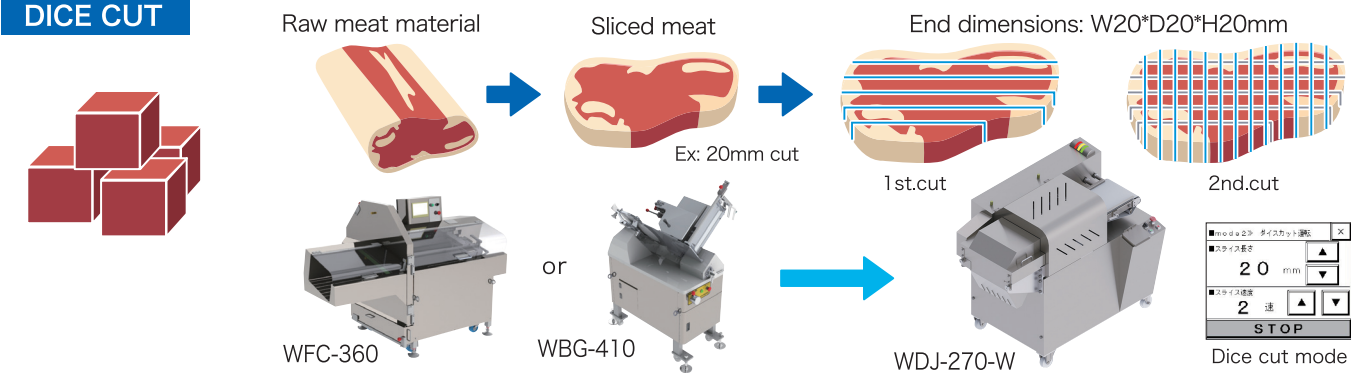 DICE CUT
Raw meat material
Sliced meat
End dimensions: W20*D20*H20mm
Ex: 20mm cut
1st.cut
2nd.cut
or
WFC-360
WBG-410
WDJ-270-W
■mode2≫ ダイスカット運転
×
■スライス長さ
20 mm
▲
▼
■スライス速度
2 速
▲ ▼
STOP
Dice cut mode